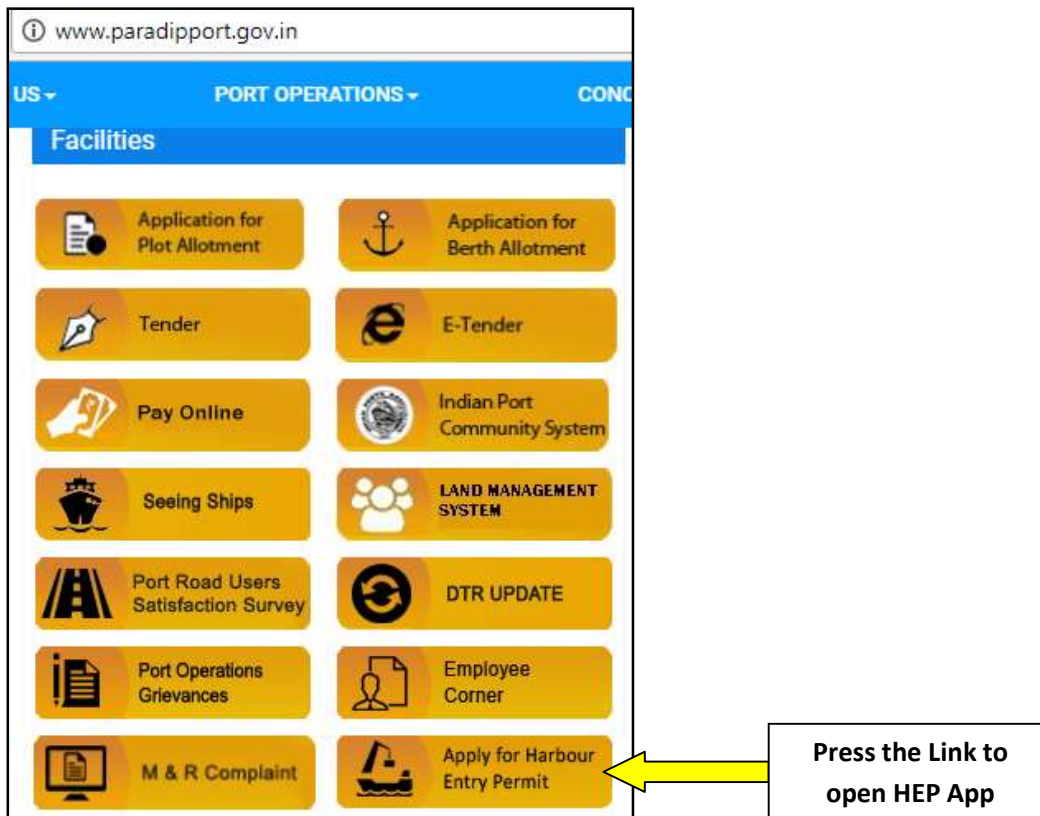 www.paradipport.gov.in
US
PORT OPERATIONS
CONC
Facilities
Application for
Plot Allotment
Application for
Berth Allotment
Tender
E-Tender
Pay Online
Indian Port
Community System
Seeing Ships
LAND MANAGEMENT
SYSTEM
Port Road Users
Satisfaction Survey
DTR UPDATE
Port Operations
Grievances
Employee
Corner
M & R Complaint
Apply for Harbour
Entry Permit
Press the Link to
open HEP App